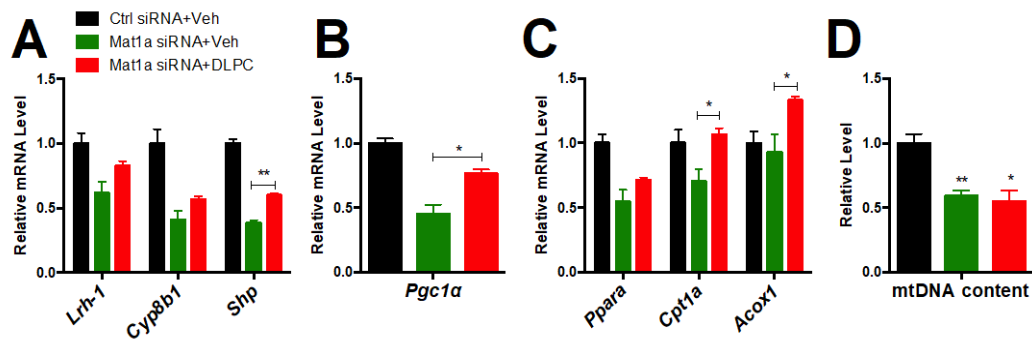 A
Ctrl siRNA+Veh
Mat1a siRNA+Veh
Mat1a siRNA+DLPC
Relative mRNA Level
1.5
1.0
0.5
0.0
**
Lrh-1
Cyp8b1
Shp
B
Relative mRNA Level
1.5
1.0
0.5
0.0
*
Pgc1α
C
Relative mRNA Level
1.5
1.0
0.5
0.0
*
*
Ppara
Cpt1a
Acox1
D
Relative Level
1.5
1.0
0.5
0.0
**
*
mtDNA content